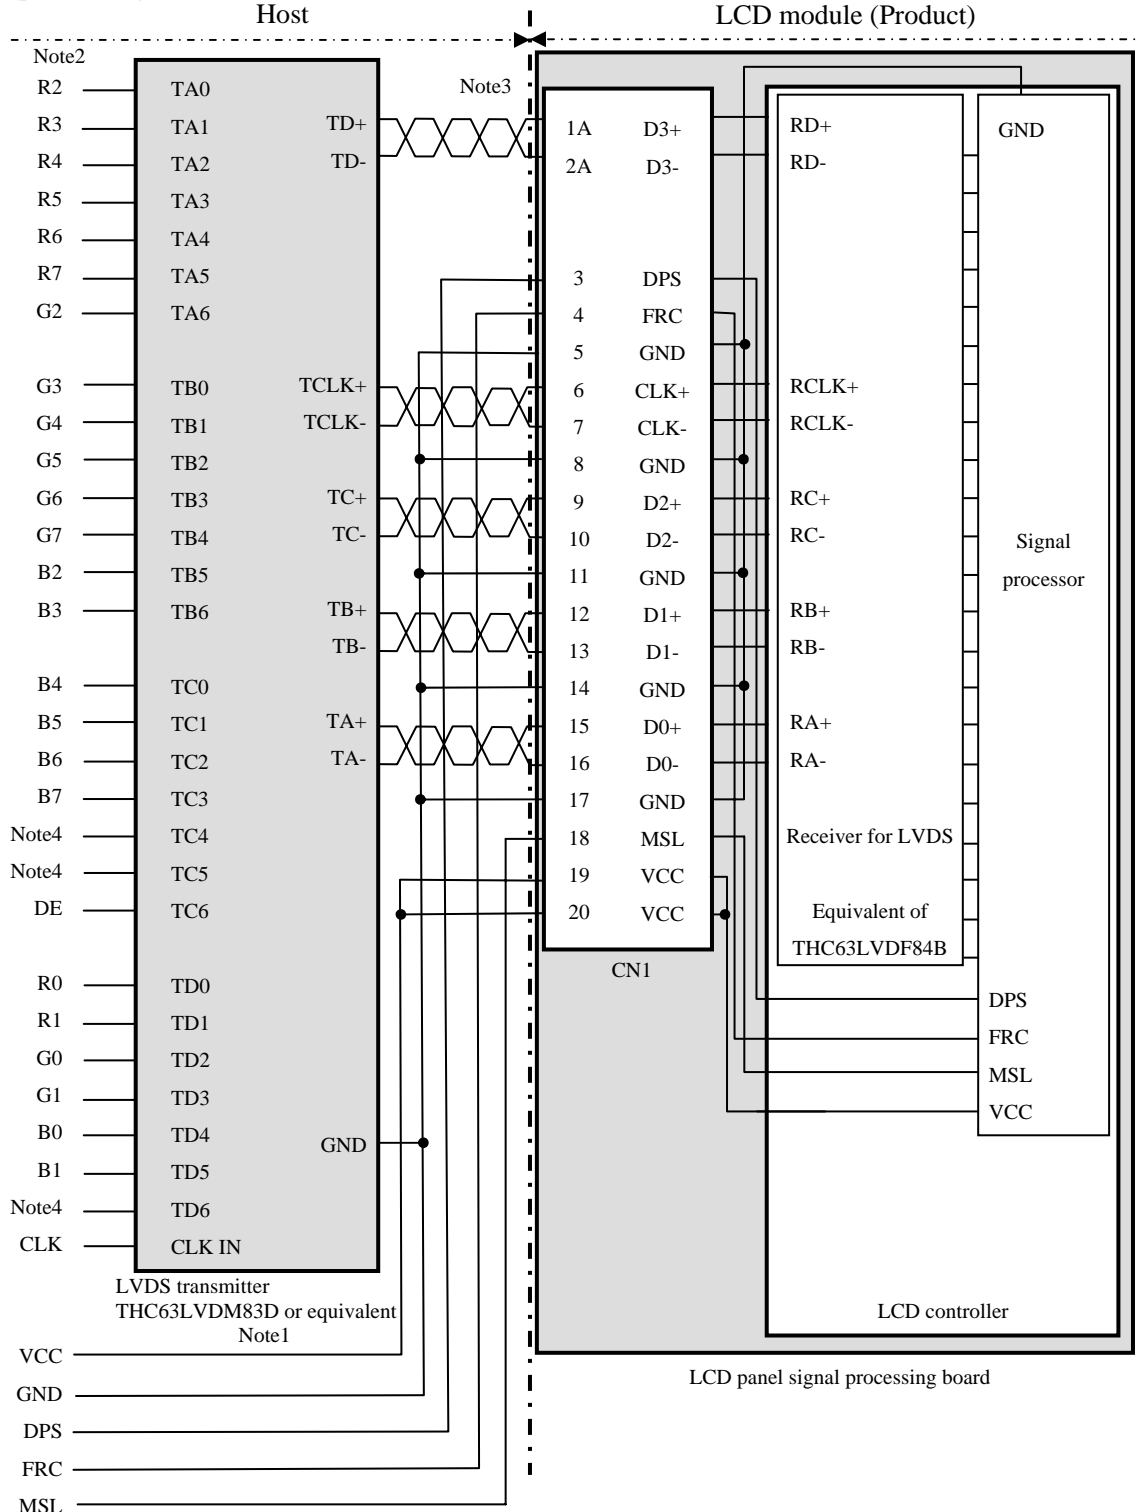 Host
LCD module (Product)
Note2
Note3
R2 TA0
R3 TA1 TD+ 1A D3+ RD+ GND
R4 TA2 TD- 2A D3- RD-
R5 TA3
R6 TA4
R7 TA5 3 DPS
G2 TA6 4 FRC
5 GND
G3 TB0 TCLK+ 6 CLK+ RCLK+
G4 TB1 TCLK- 7 CLK- RCLK-
G5 TB2 8 GND
G6 TB3 TC+ 9 D2+ RC+
G7 TB4 TC- 10 D2- RC- Signal
B2 TB5 11 GND processor
B3 TB6 TB+ 12 D1+ RB+
TB- 13 D1- RB-
B4 TC0 14 GND
B5 TC1 TA+ 15 D0+ RA+
B6 TC2 TA- 16 D0- RA-
B7 TC3 17 GND
Note4 TC4 18 MSL Receiver for LVDS
Note4 TC5 19 VCC
DE TC6 20 VCC Equivalent of
THC63LVDF84B
CN1
R0 TD0 DPS
R1 TD1 FRC
G0 TD2 MSL
G1 TD3 VCC
B0 TD4 GND
B1 TD5
Note4 TD6
CLK CLK IN
LVDS transmitter
THC63LVDM83D or equivalent
Note1
LCD controller
VCC
LCD panel signal processing board
GND
DPS
FRC
MSL